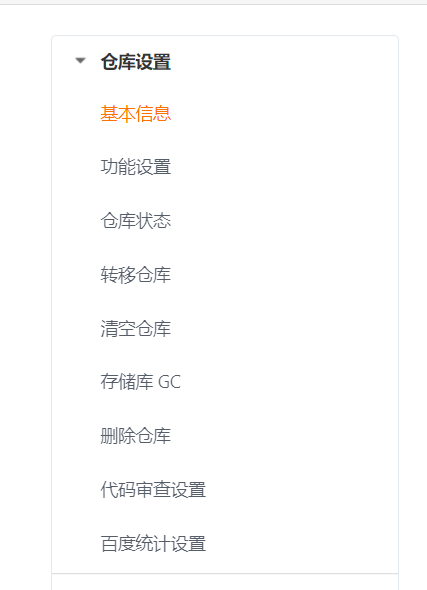 仓库设置
基本信息
功能设置
仓库状态
转移仓库
清空仓库
存储库 GC
删除仓库
代码审查设置
百度统计设置